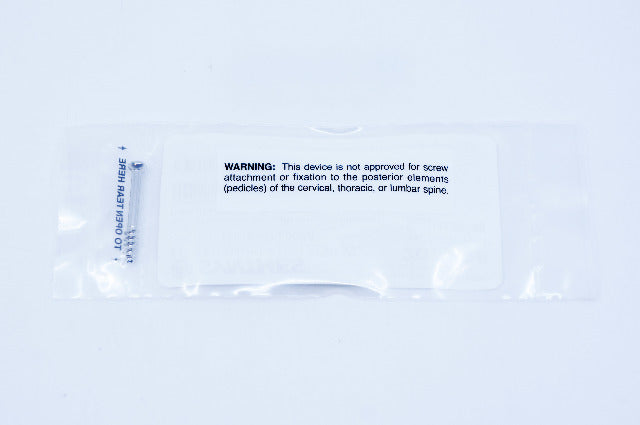 WARNING: This device is not approved for screw
attachment or fixation to the posterior elements
(pedicles) of the cervical, thoracic, or lumbar spine.
TO OPEN TEAR HERE